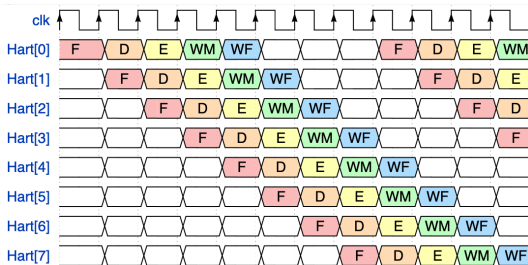 clk
Hart[0] F D E WM WF F D E WM
Hart[1] F D E WM WF F D E
Hart[2] F D E WM WF F D
Hart[3] F D E WM WF F
Hart[4] F D E WM WF
Hart[5] F D E WM WF
Hart[6] F D E WM WF
Hart[7] F D E WM WF